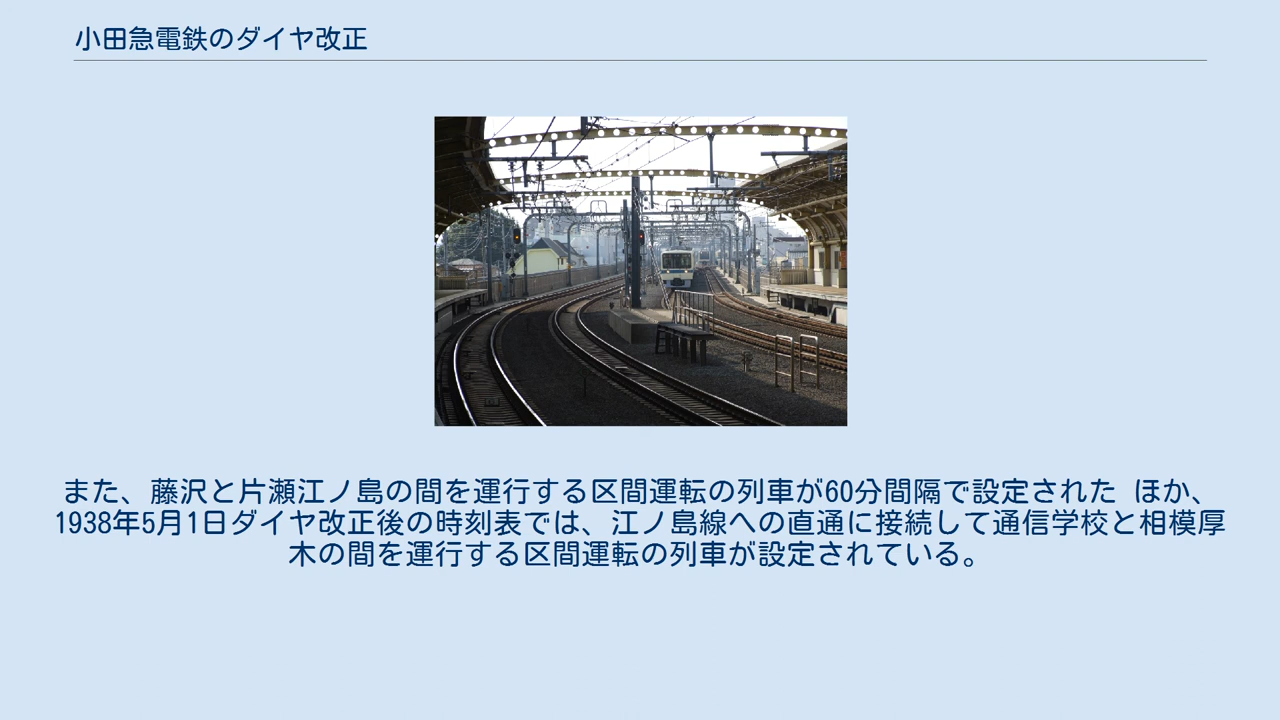 小田急電鉄のダイヤ改正
また、藤沢と片瀬江ノ島の間を運行する区間運転の列車が60分間隔で設定された ほか、
1938年5月1日ダイヤ改正後の時刻表では、江ノ島線への直通に接続して通信学校と相模厚
木の間を運行する区間運転の列車が設定されている。